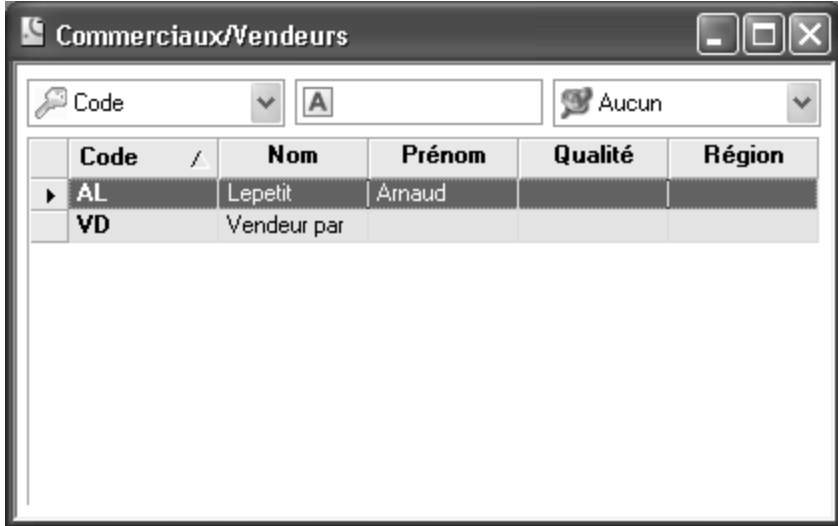 Commerciaux/Vendeurs
Code A Aucun
Code Nom Prénom Qualité Région
AL Lepetit Arnaud
VD Vendeur par